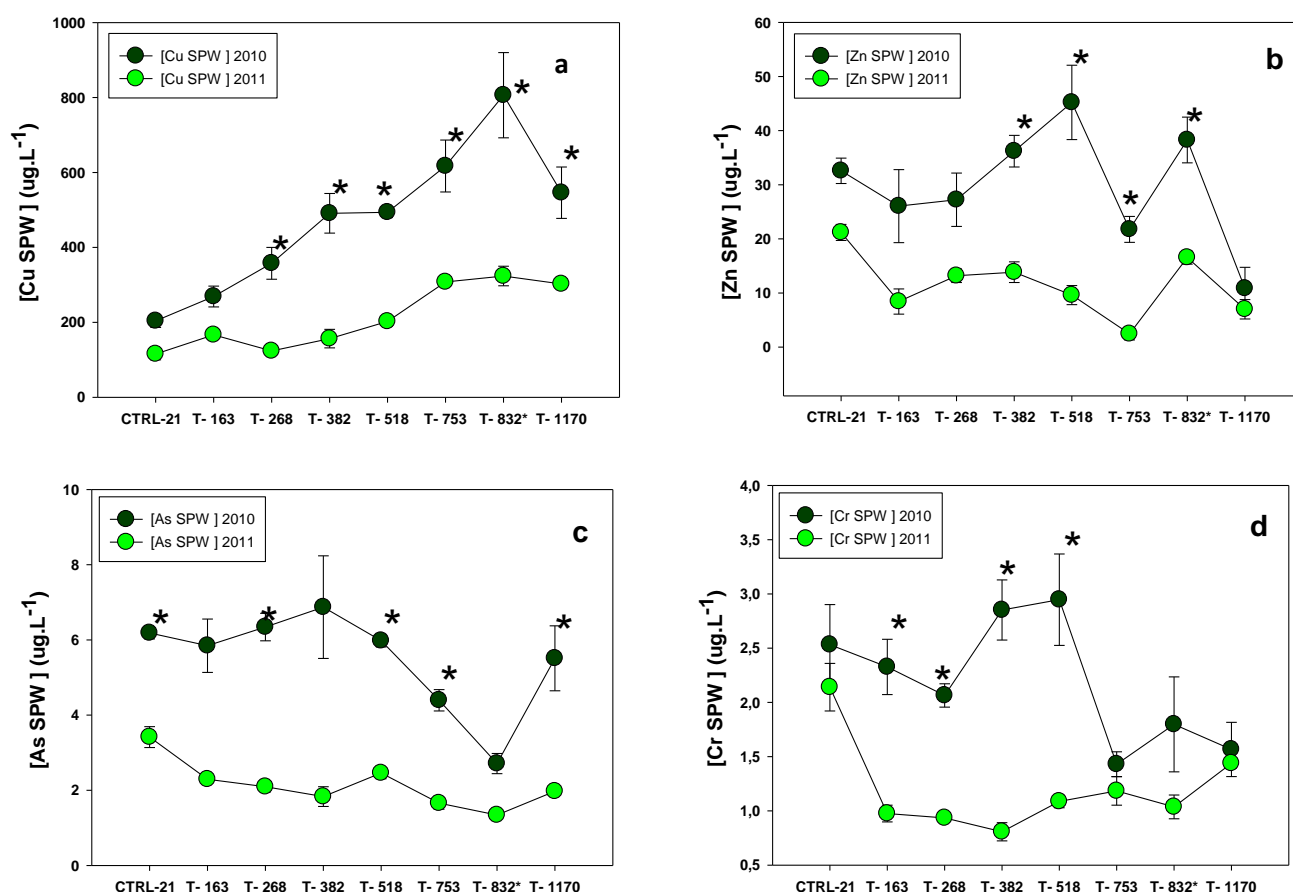 [Cu SPW ] (ug.L-1)
1000
800
600
400
200
0
[Cu SPW ] 2010
[Cu SPW ] 2011
a
* * * * * *
CTRL-21 T- 163 T- 268 T- 382 T- 518 T- 753 T- 832* T- 1170
[Zn SPW ] (ug.L-1)
60
50
40
30
20
10
0
[Zn SPW ] 2010
[Zn SPW ] 2011
b
* * * *
CTRL-21 T- 163 T- 268 T- 382 T- 518 T- 753 T- 832* T- 1170
[As SPW ] (ug.L-1)
10
8
6
4
2
0
[As SPW ] 2010
[As SPW ] 2011
c
* * * * *
CTRL-21 T- 163 T- 268 T- 382 T- 518 T- 753 T- 832* T- 1170
[Cr SPW ] (ug.L-1)
4,0
3,5
3,0
2,5
2,0
1,5
1,0
0,5
[Cr SPW ] 2010
[Cr SPW ] 2011
d
* * * *
CTRL-21 T- 163 T- 268 T- 382 T- 518 T- 753 T- 832* T- 1170